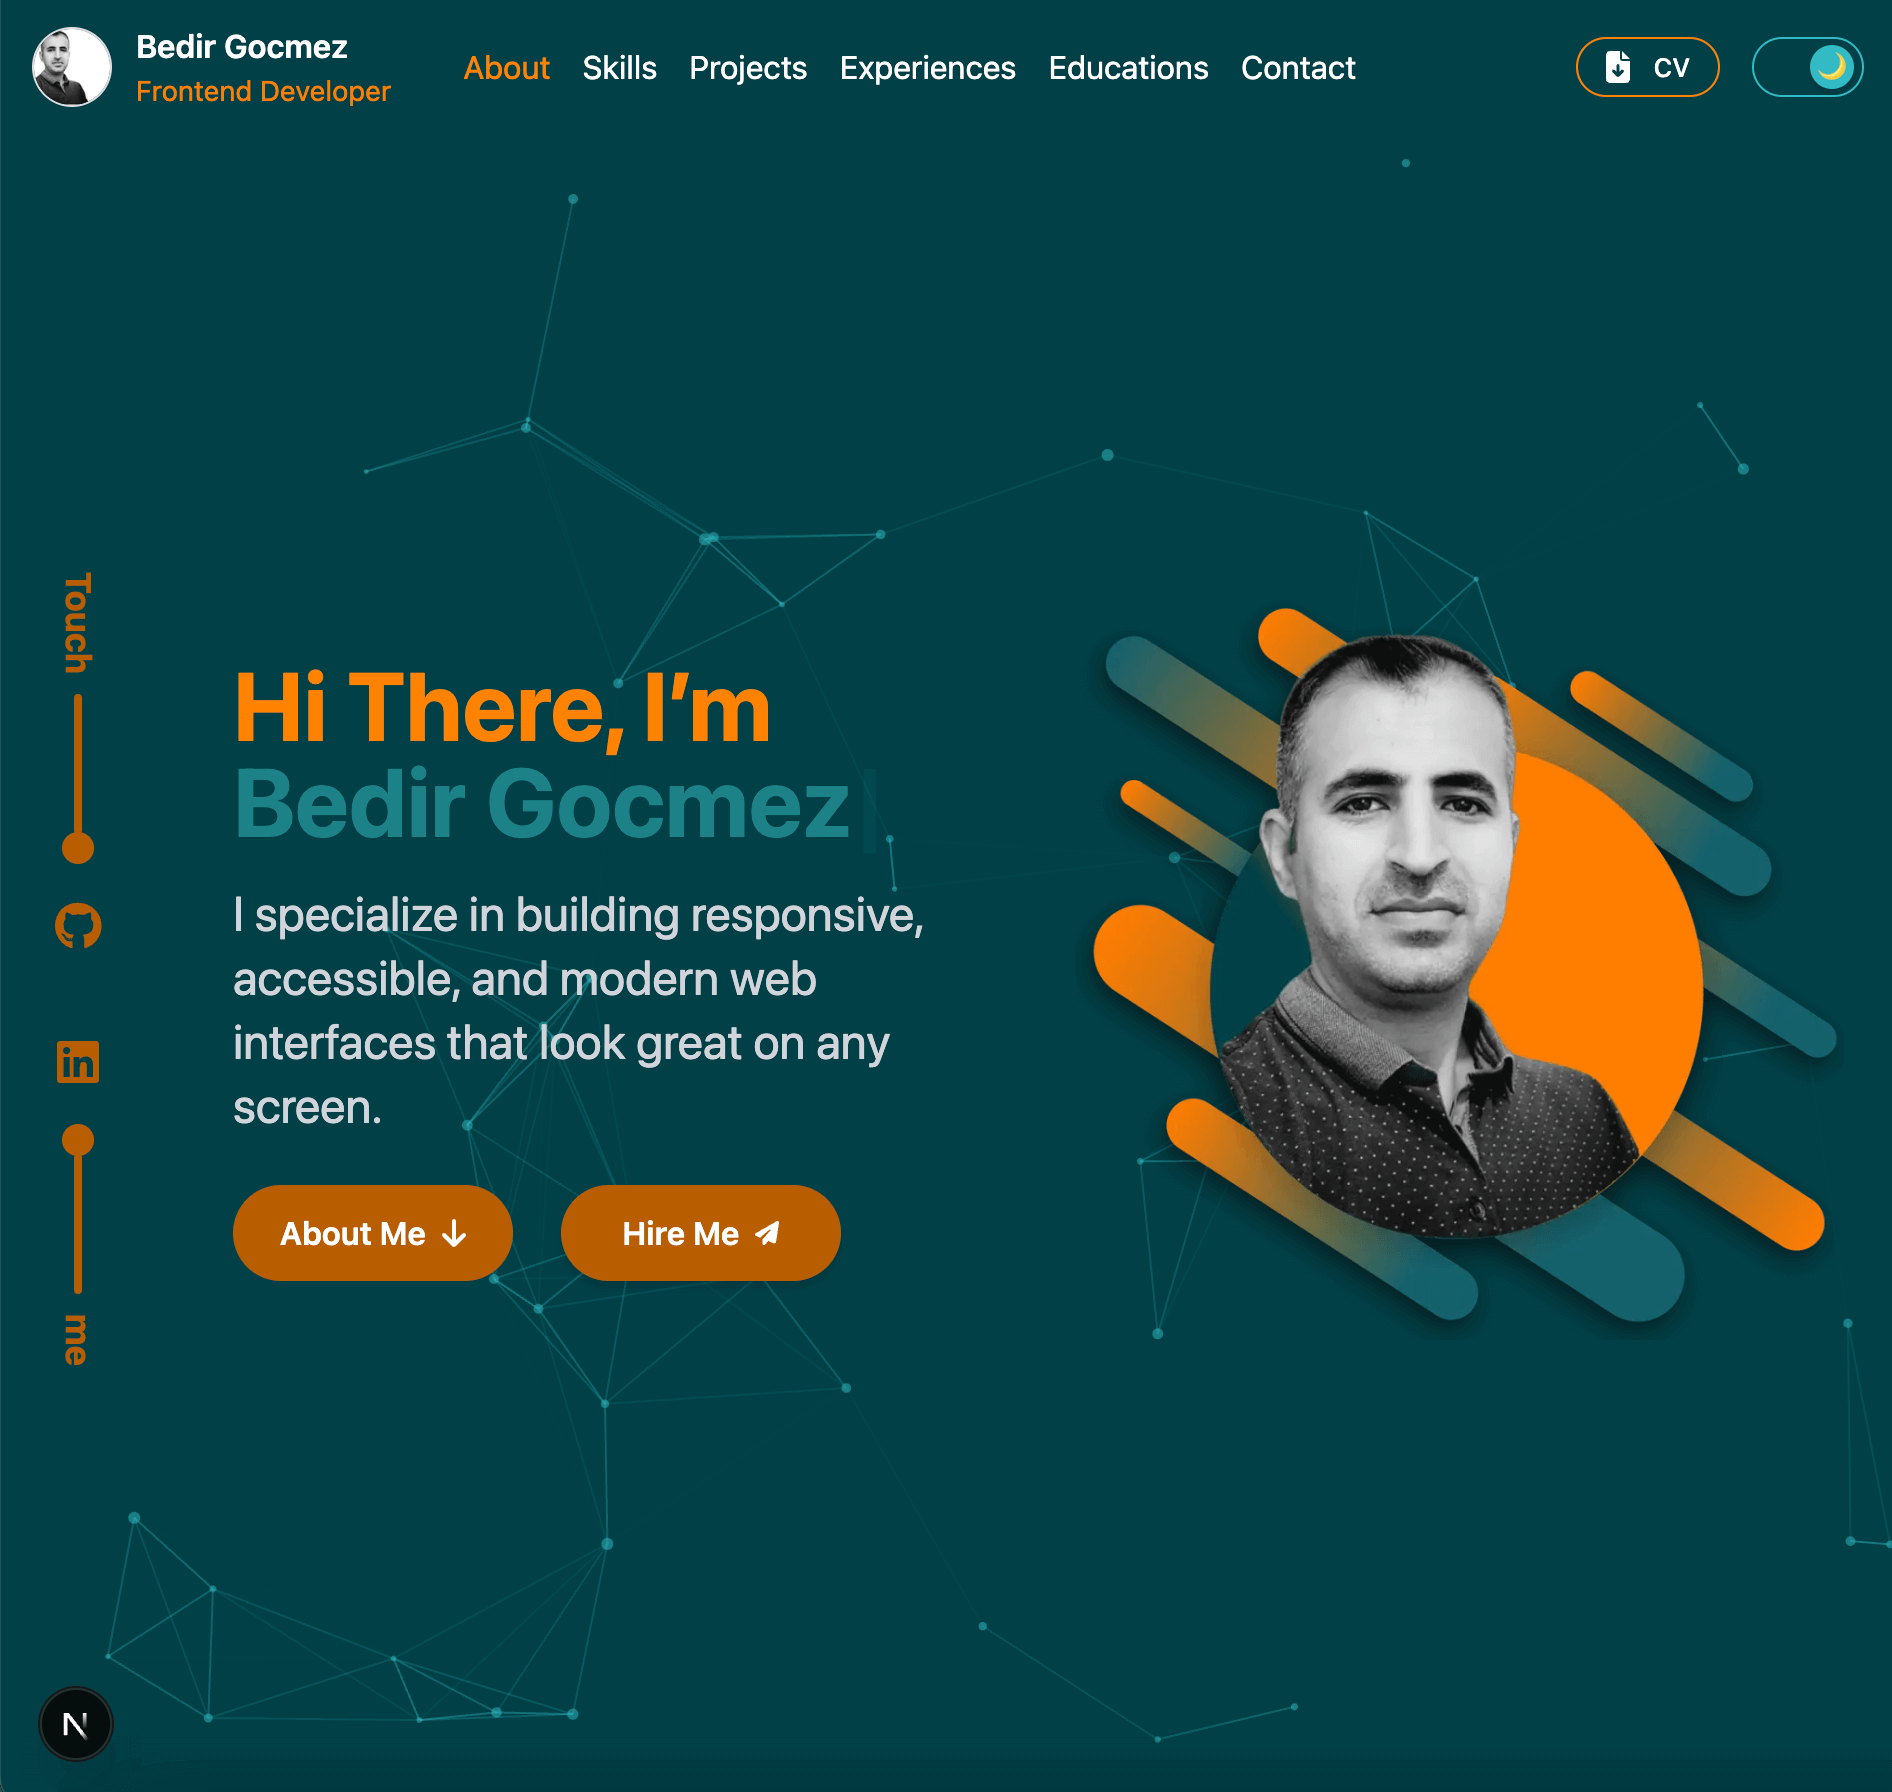 Bedir Gocmez
Frontend Developer
About
Skills
Projects
Experiences
Educations
Contact
CV
Touch
me
Hi There, I’m
Bedir Gocmez
I specialize in building responsive,
accessible, and modern web
interfaces that look great on any
screen.
About Me
Hire Me
in
N